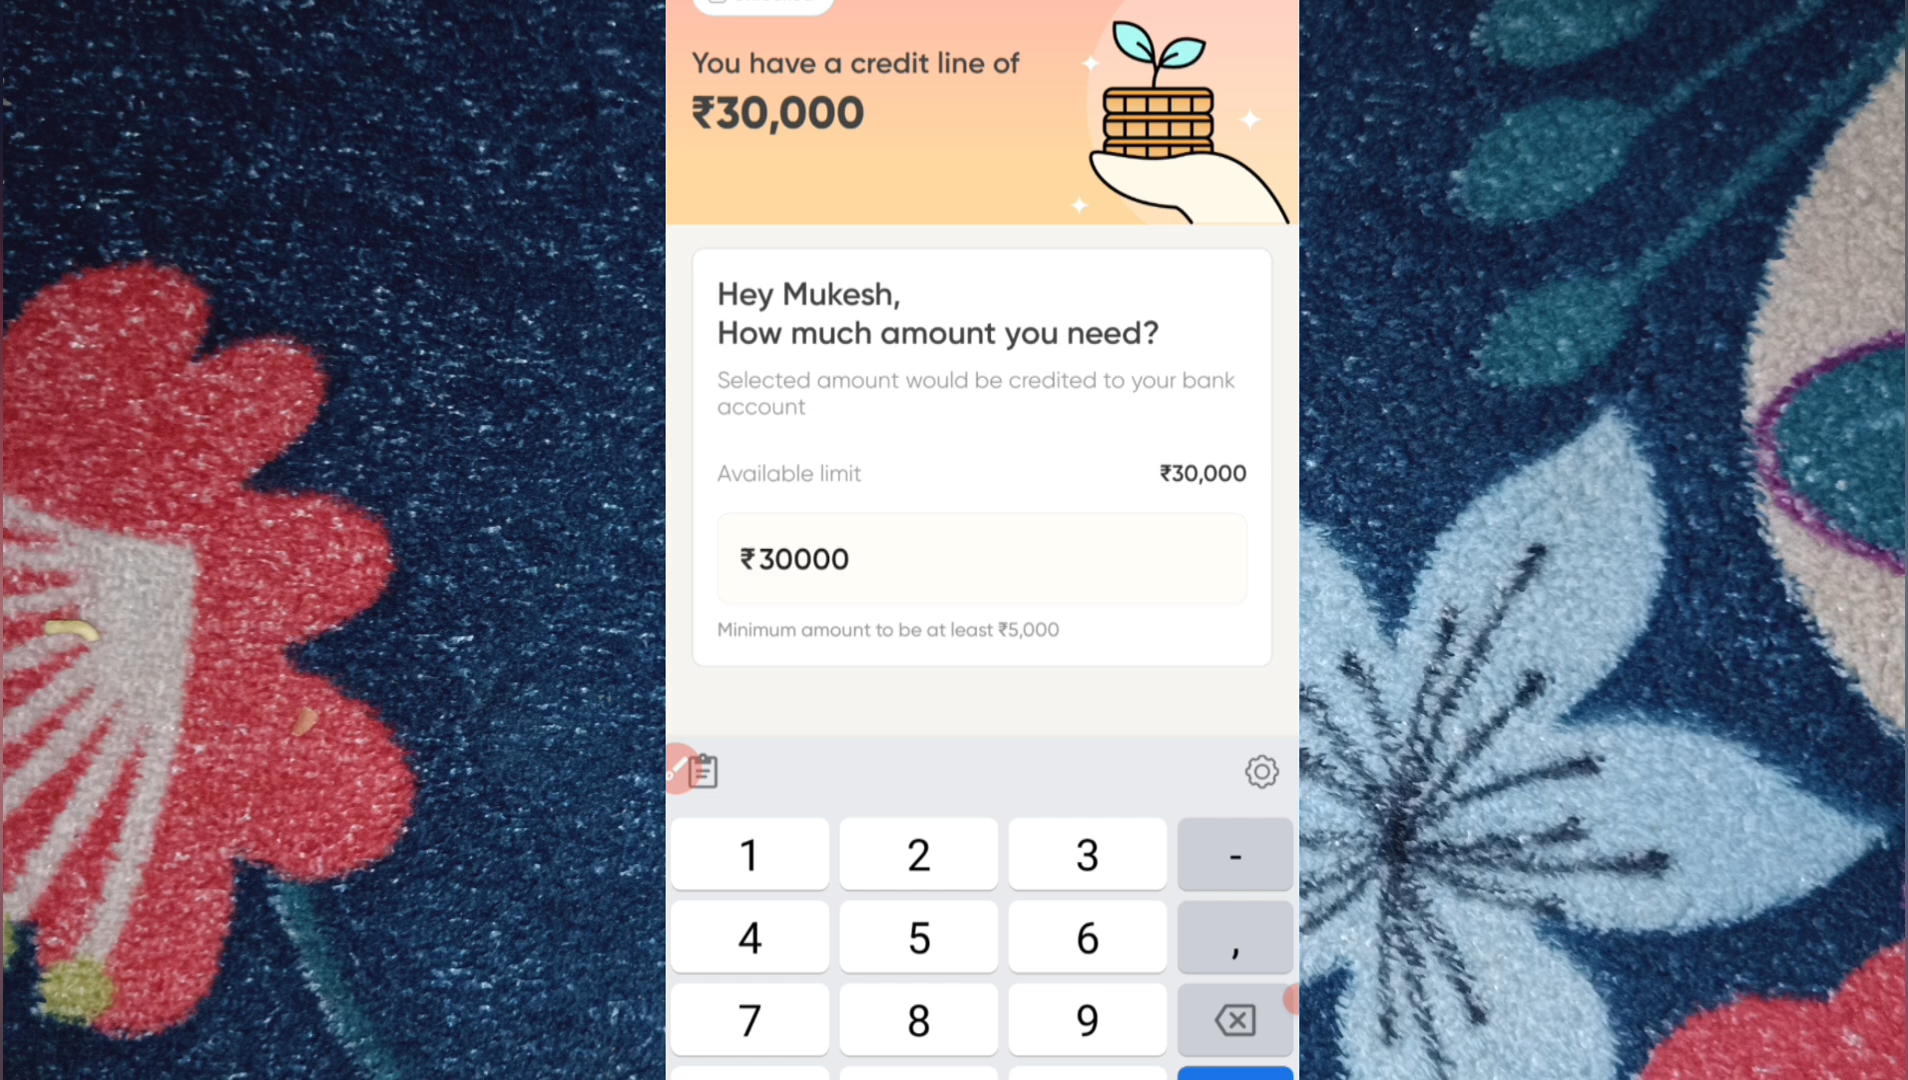 You have a credit line of
₹30,000
Hey Mukesh,
How much amount you need?
Selected amount would be credited to your bank
account
Available limit ₹30,000
₹30000
Minimum amount to be at least ₹5,000
1 2 3 -
4 5 6 ,
7 8 9